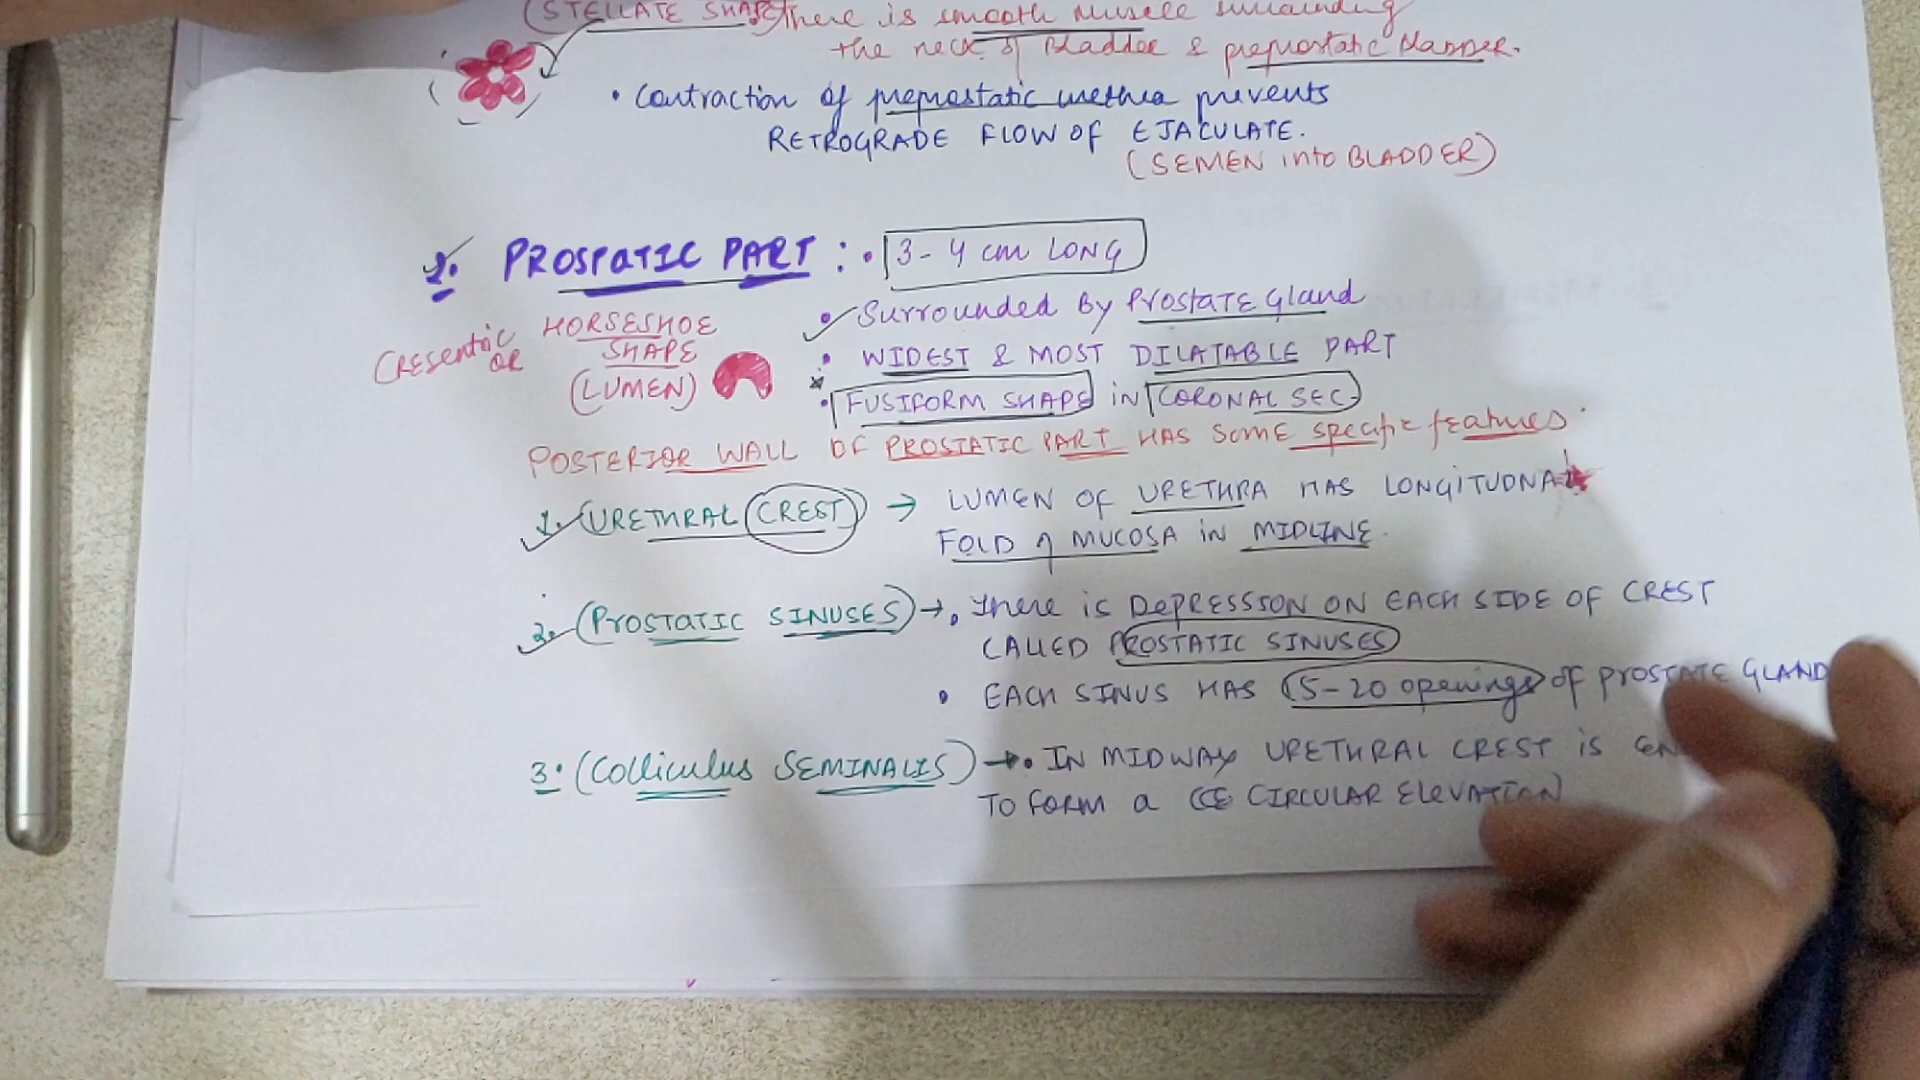 (STELLATE SHAPE) There is smooth muscle surrounding
the neck of bladder & preprostatic
• Contraction of preprostatic urethra prevents
RETROGRADE FLOW OF EJACULATE.
(SEMEN into BLADDER)
2. PROSTATIC PART : • 3-4 cm LONG
• Surrounded By Prostate Gland
Cresentric OR HORSESHOE SHAPE (LUMEN)
• WIDEST & MOST DILATABLE PART
• FUSIFORM SHAPE in CORONAL SEC.
POSTERIOR WALL OF PROSTATIC PART HAS SOME specific features
1. URETHRAL (CREST) → LUMEN OF URETHRA HAS LONGITUDNAL
FOLD of MUCOSA in MIDLINE.
2. (PROSTATIC SINUSES) → • There is DEPRESSION ON EACH SIDE OF CREST
CALLED PROSTATIC SINUSES
• EACH SINUS HAS (15-20 openings) OF PROSTATE GLAND
3. (Colliculus SEMINALIS) → • IN MIDWAY URETHRAL CREST is
TO FORM a CIRCULAR ELEVATION